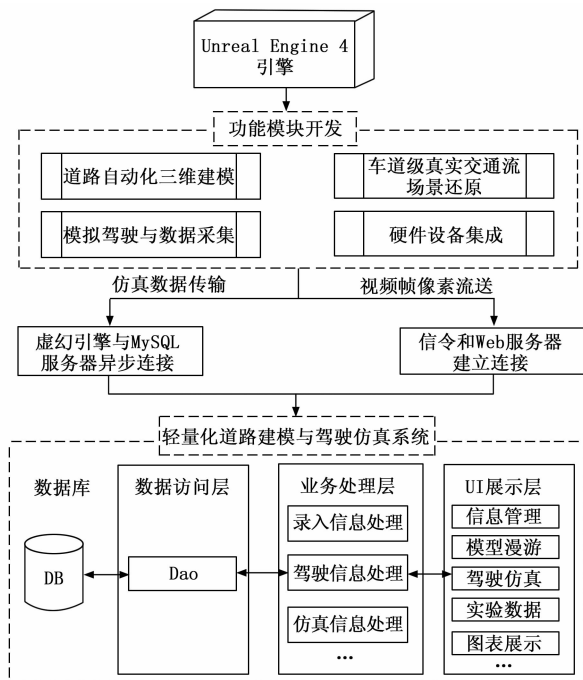 Unreal Engine 4
引擎
功能模块开发
道路自动化三维建模
车道级真实交通流
场景还原
模拟驾驶与数据采集
硬件设备集成
仿真数据传输
视频帧像素流送
虚幻引擎与MySQL
服务器异步连接
信令和Web服务器
建立连接
轻量化道路建模与驾驶仿真系统
数据库
数据访问层
业务处理层
UI展示层
录入信息处理
信息管理
模型漫游
DB
Dao
驾驶信息处理
驾驶仿真
仿真信息处理
实验数据
图表展示
...
...